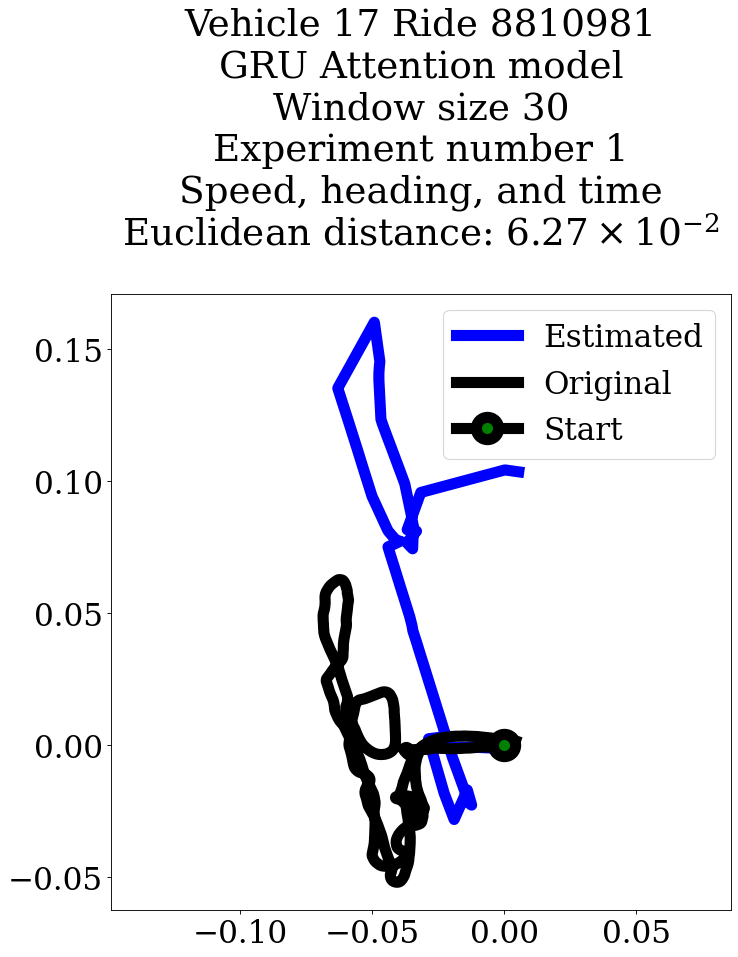 Vehicle 17 Ride 8810981
GRU Attention model
Window size 30
Experiment number 1
Speed, heading, and time
Euclidean distance: 6.27 × 10⁻²
Estimated
Original
Start
0.15
0.10
0.05
0.00
−0.05
−0.10 −0.05 0.00 0.05